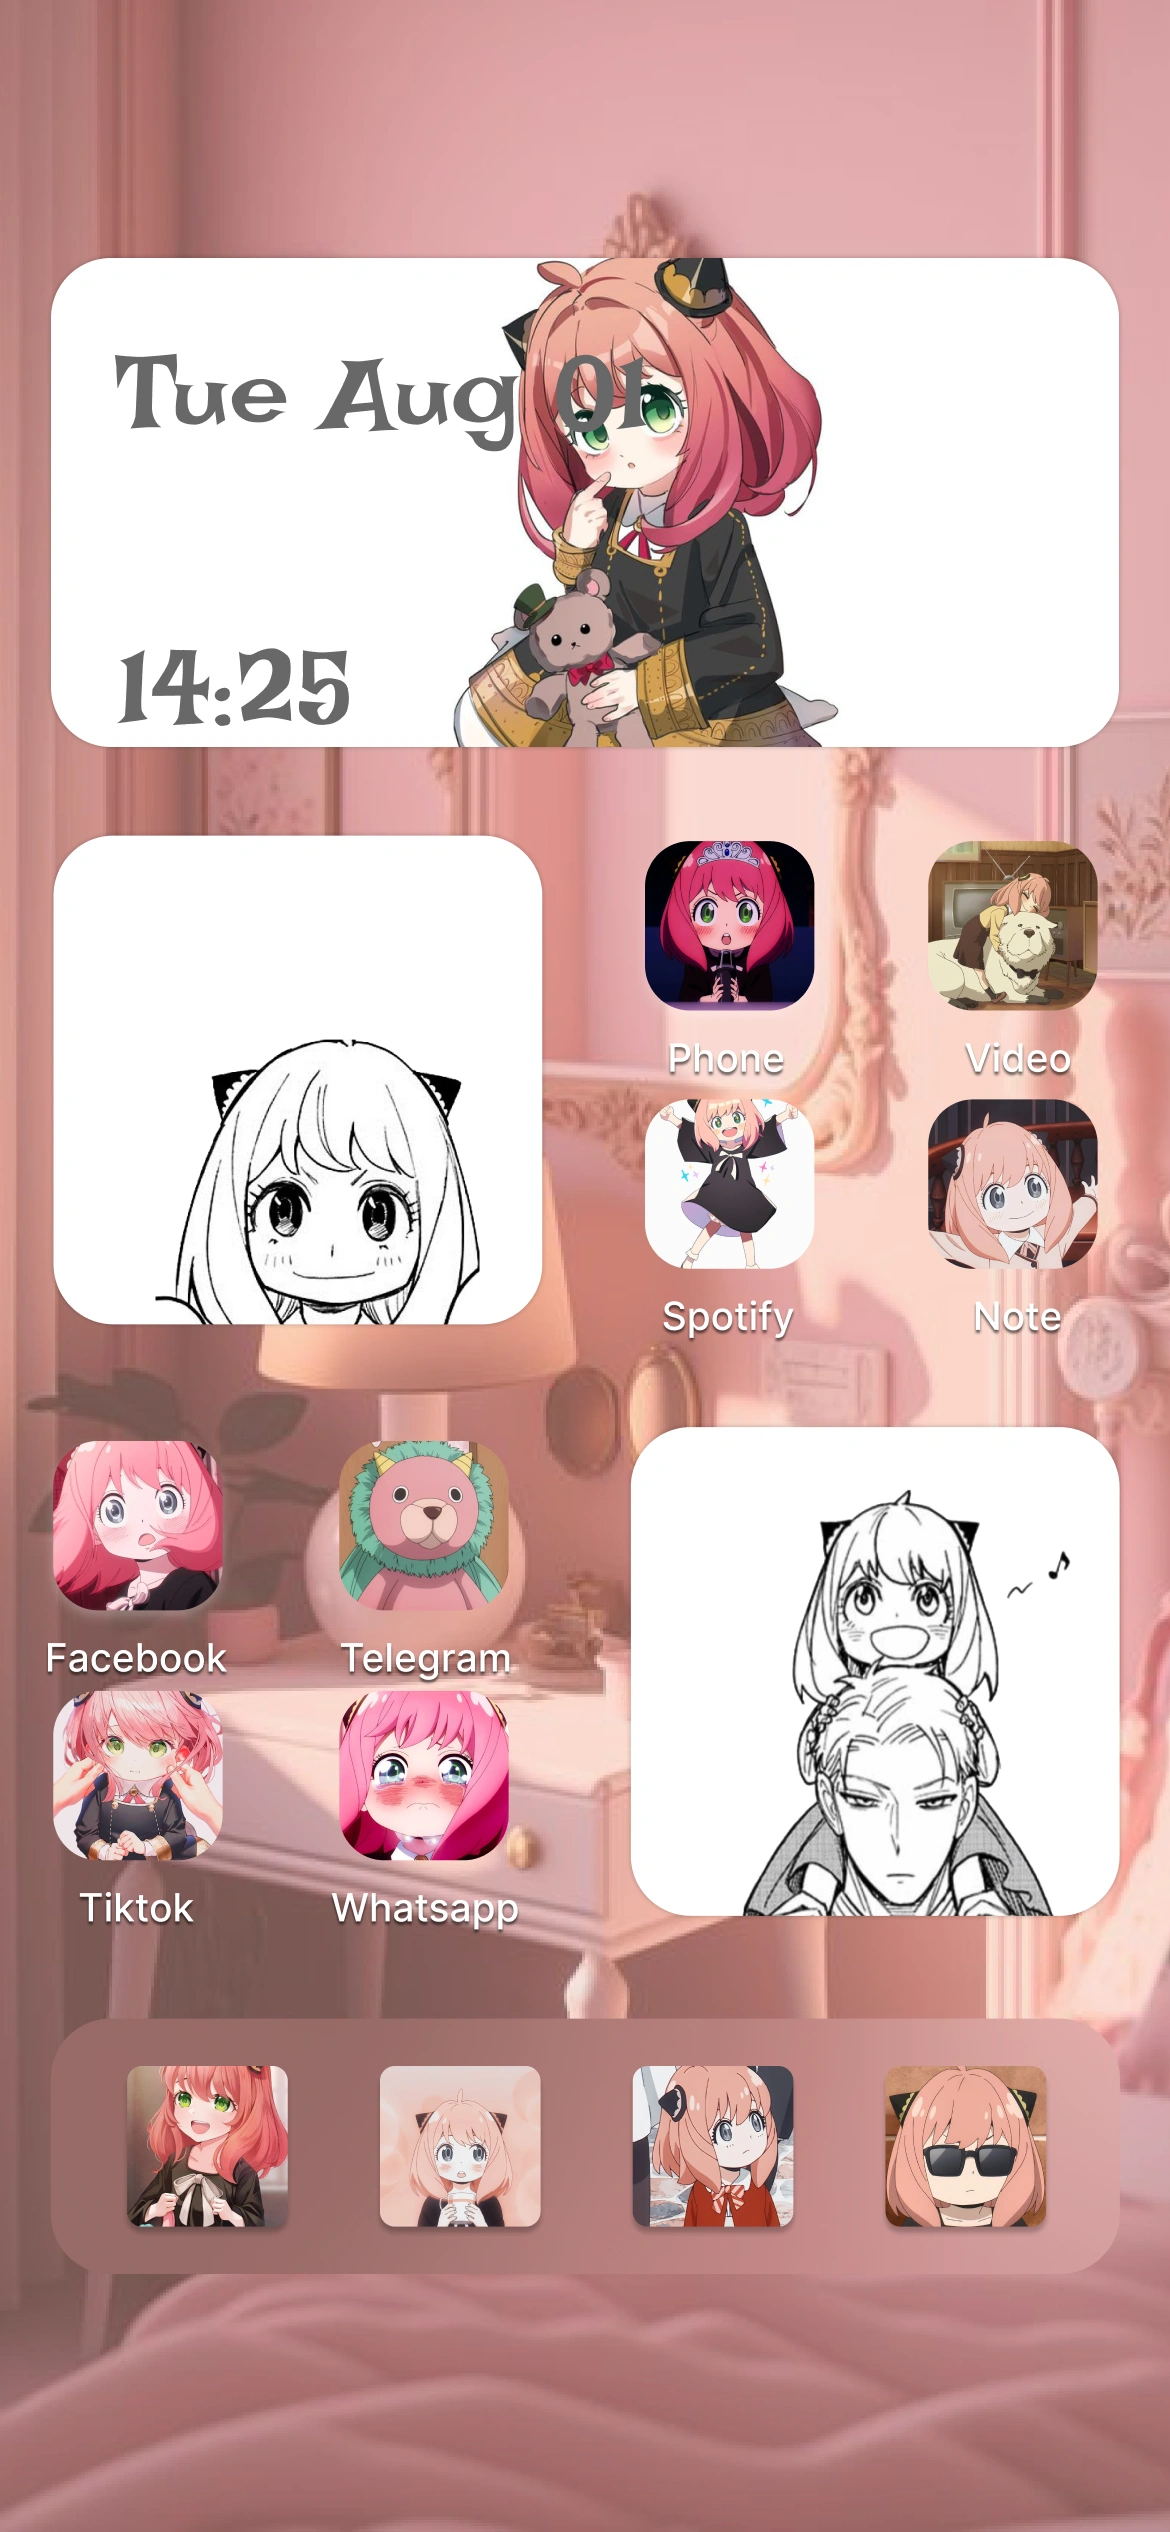 Tue Aug 01
14:25
Phone
Video
Spotify
Note
Facebook
Telegram
Tiktok
Whatsapp